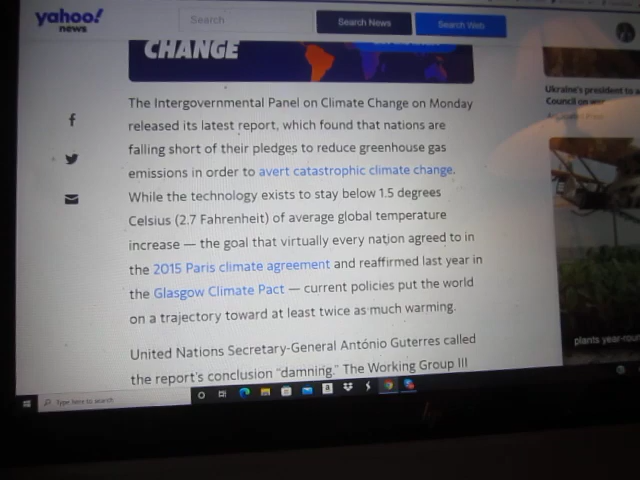 yahoo!
news
Search
Search News
Search Web
CHANGE
The Intergovernmental Panel on Climate Change on Monday
released its latest report, which found that nations are
falling short of their pledges to reduce greenhouse gas
emissions in order to avert catastrophic climate change.
While the technology exists to stay below 1.5 degrees
Celsius (2.7 Fahrenheit) of average global temperature
increase — the goal that virtually every nation agreed to in
the 2015 Paris climate agreement and reaffirmed last year in
the Glasgow Climate Pact — current policies put the world
on a trajectory toward at least twice as much warming.
United Nations Secretary-General António Guterres called
the report's conclusion "damning." The Working Group III
Ukraine's president to a
Council on
plants year-roun
Type here to search